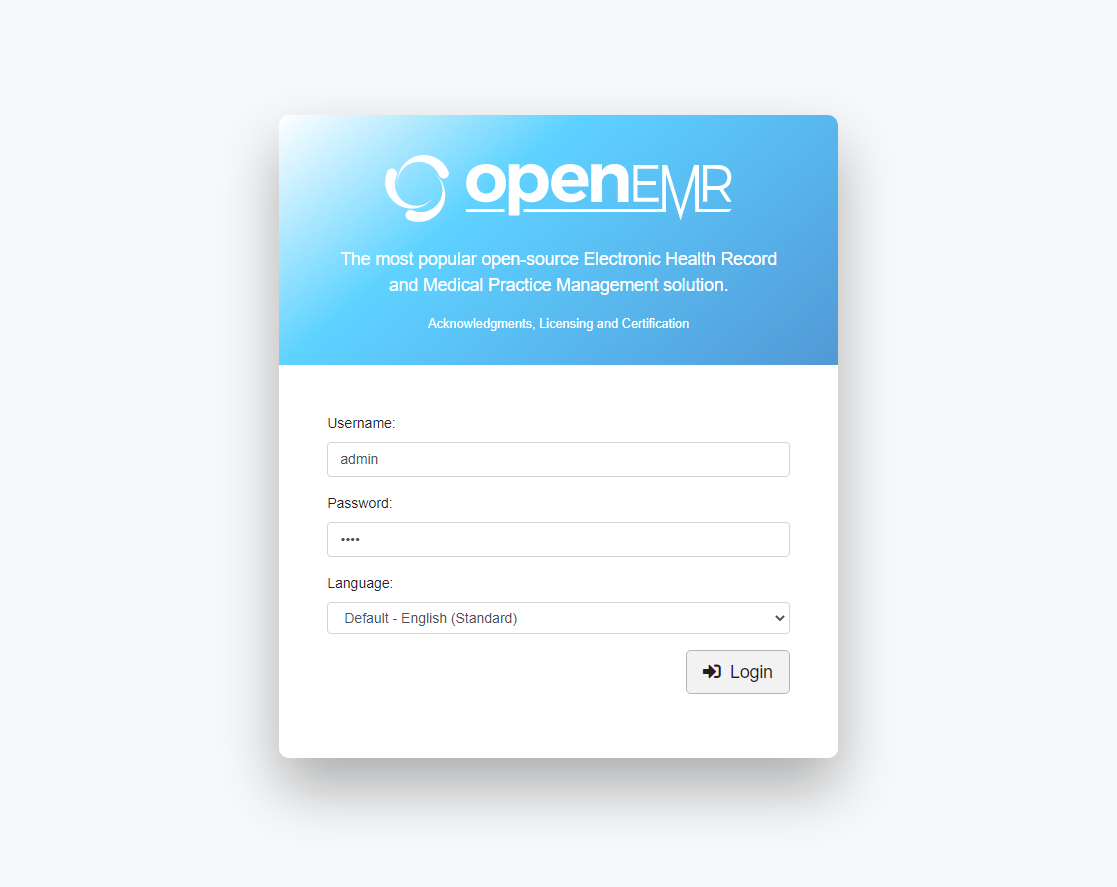 openEMR
The most popular open-source Electronic Health Record
and Medical Practice Management solution.
Acknowledgments, Licensing and Certification
Username:
admin
Password:
••••
Language:
Default - English (Standard)
Login